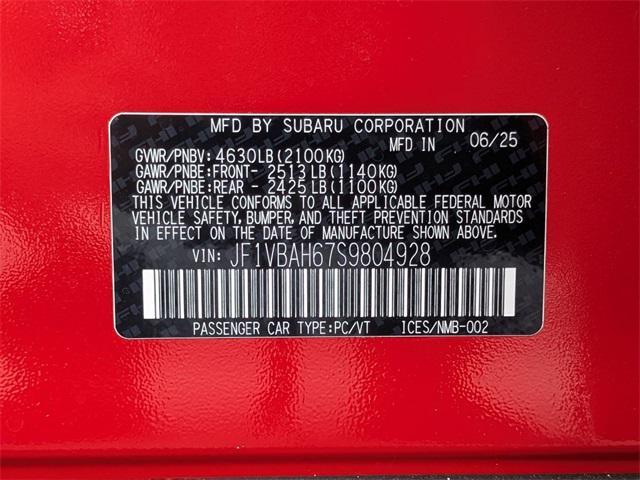 MFD BY SUBARU CORPORATION
MFD IN 06/25
GVWR/PNBV: 4630LB(2100KG)
GAWR/PNBE:FRONT- 2513 LB(1140KG)
GAWR/PNBE:REAR - 2425 LB(1100KG)
THIS VEHICLE CONFORMS TO ALL APPLICABLE FEDERAL MOTOR
VEHICLE SAFETY, BUMPER, AND THEFT PREVENTION STANDARDS
IN EFFECT ON THE DATE OF MANUFACTURE SHOWN ABOVE.
VIN: JF1VBAH67S9804928
PASSENGER CAR TYPE:PC/VT ICES/NMB-002